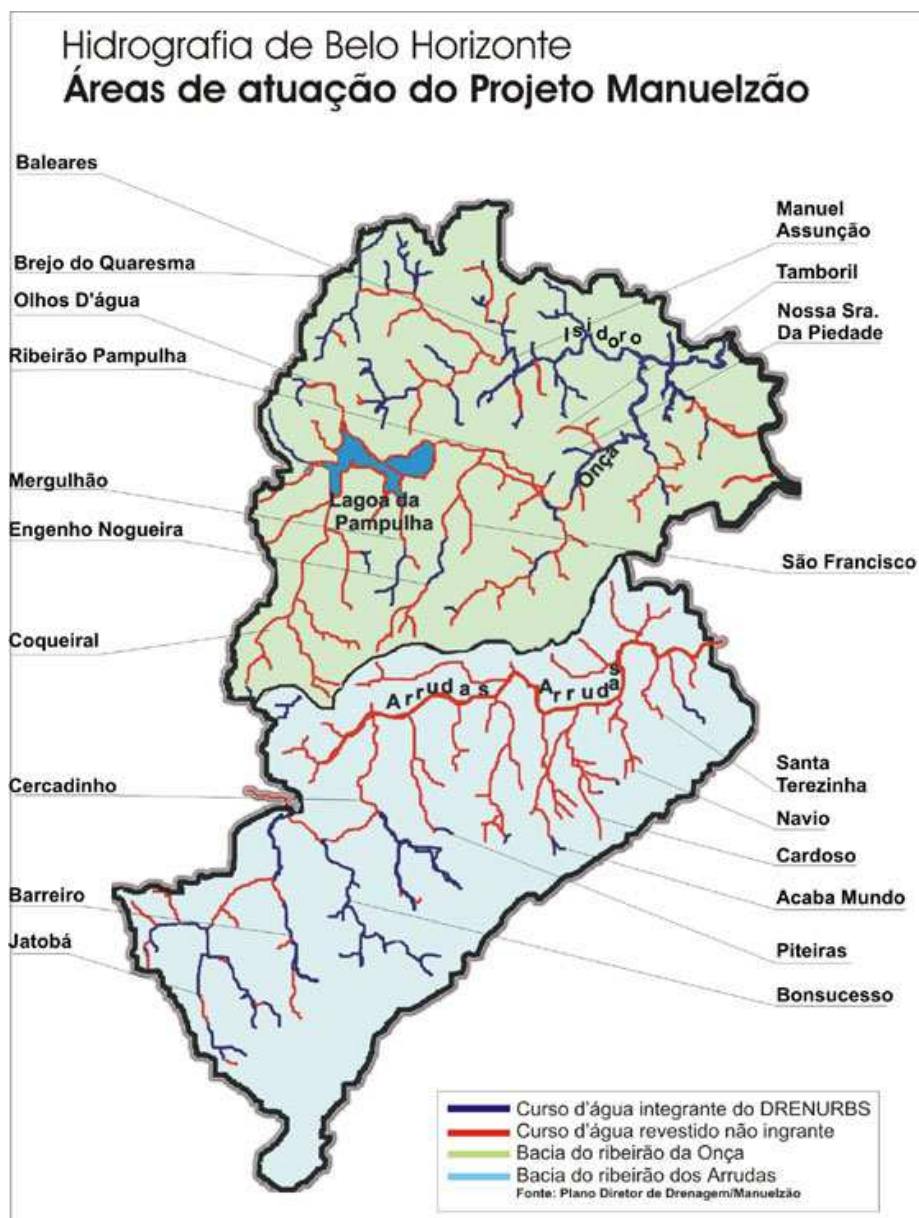 Hidrografia de Belo Horizonte
Áreas de atuação do Projeto Manuelzão
Baleares
Brejo do Quaresma
Olhos D'água
Ribeirão Pampulha
Mergulhão
Engenho Nogueira
Coqueiral
Cercadinho
Barreiro
Jatobá
Manuel
Assunção
Tamboril
Nossa Sra.
Da Piedade
São Francisco
Santa
Terezinha
Navio
Cardoso
Acaba Mundo
Piteiras
Bonsucesso
Isidoro
Onça
Lagoa da
Pampulha
Arrudas
Arrudas
Curso d'água integrante do DRENURBS
Curso d'água revestido não ingrante
Bacia do ribeirão da Onça
Bacia do ribeirão dos Arrudas
Fonte: Plano Diretor de Drenagem/Manuelzão